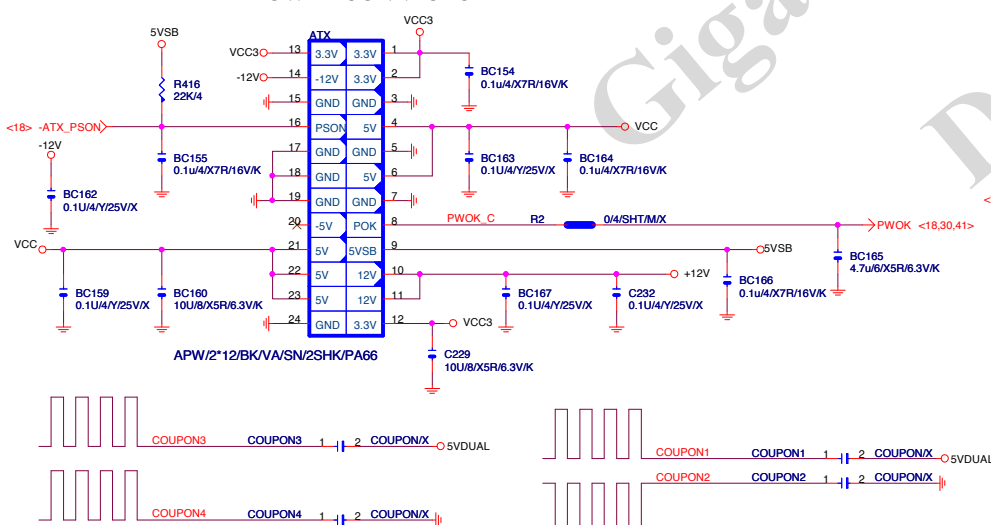 VCC3
5VSB
ATX
VCC3 13 3.3V 3.3V 1
-12V 14 -12V 3.3V 2
BC154
0.1u/4/X7R/16V/K
R416
22K/4
15 GND GND 3
<18> -ATX_PSON 16 PSON 5V 4 VCC
-12V
17 GND GND 5
BC155
0.1u/4/X7R/16V/K
BC163
0.1U/4/Y/25V/X
BC164
0.1u/4/X7R/16V/K
18 GND 5V 6
BC162
0.1U/4/Y/25V/X
19 GND GND 7
20 -5V POK 8 PWOK_C R2 0/4/SHT/M/X PWOK <18,30,41>
VCC 21 5V 5VSB 9 5VSB
BC165
4.7u/6/X5R/6.3V/K
22 5V 12V 10 +12V
BC166
0.1u/4/X7R/16V/K
BC159
0.1U/4/Y/25V/X
BC160
10U/8/X5R/6.3V/K
23 5V 12V 11
BC167
0.1U/4/Y/25V/X
C232
0.1U/4/Y/25V/X
24 GND 3.3V 12 VCC3
APW/2*12/BK/VA/SN/2SHK/PA66
C229
10U/8/X5R/6.3V/K
COUPON3 COUPON3 1 2 COUPON/X 5VDUAL
COUPON1 COUPON1 1 2 COUPON/X 5VDUAL
COUPON2 COUPON2 1 2 COUPON/X
COUPON4 COUPON4 1 2 COUPON/X
Giga